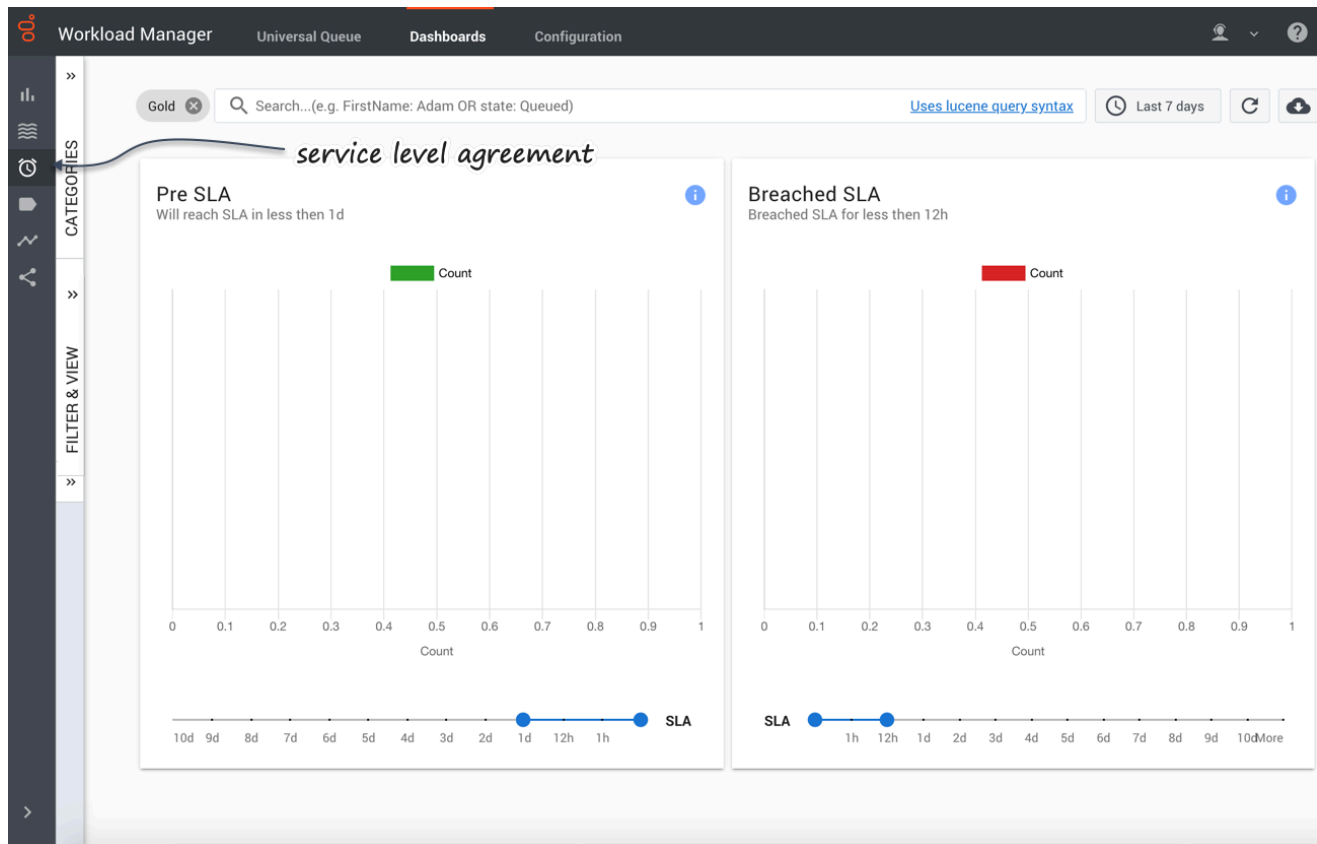 Workload Manager
Universal Queue
Dashboards
Configuration
CATEGORIES
FILTER & VIEW
Gold
Search...(e.g. FirstName: Adam OR state: Queued)
Uses lucene query syntax
Last 7 days
service level agreement
Pre SLA
Will reach SLA in less then 1d
Count
0 0.1 0.2 0.3 0.4 0.5 0.6 0.7 0.8 0.9 1
Count
SLA
10d 9d 8d 7d 6d 5d 4d 3d 2d 1d 12h 1h
Breached SLA
Breached SLA for less then 12h
Count
0 0.1 0.2 0.3 0.4 0.5 0.6 0.7 0.8 0.9 1
Count
SLA
1h 12h 1d 2d 3d 4d 5d 6d 7d 8d 9d 10d More